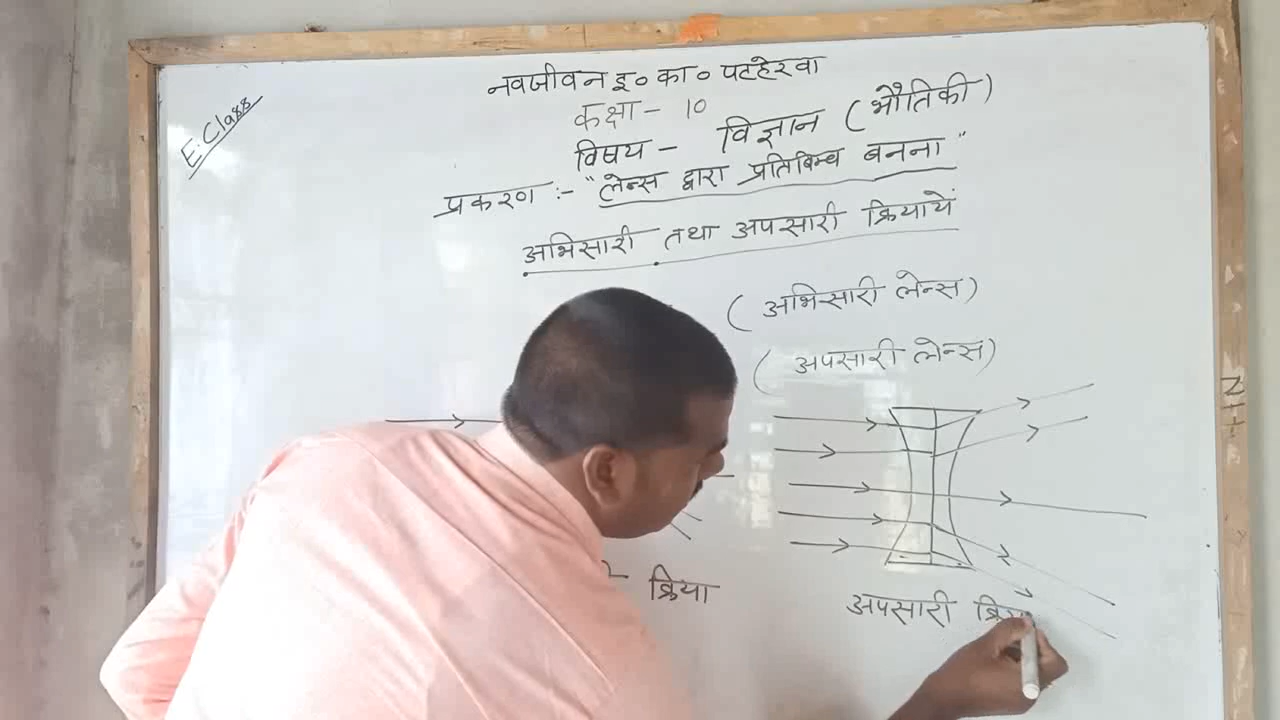 E. Class
नवजीवन इ० का० पटहेरवा
कक्षा - 10
विषय - विज्ञान (भौतिकी)
प्रकरण :- "लेन्स द्वारा प्रतिबिम्ब बनना"
अभिसारी तथा अपसारी क्रियायें
(अभिसारी लेन्स)
(अपसारी लेन्स)
क्रिया
अपसारी